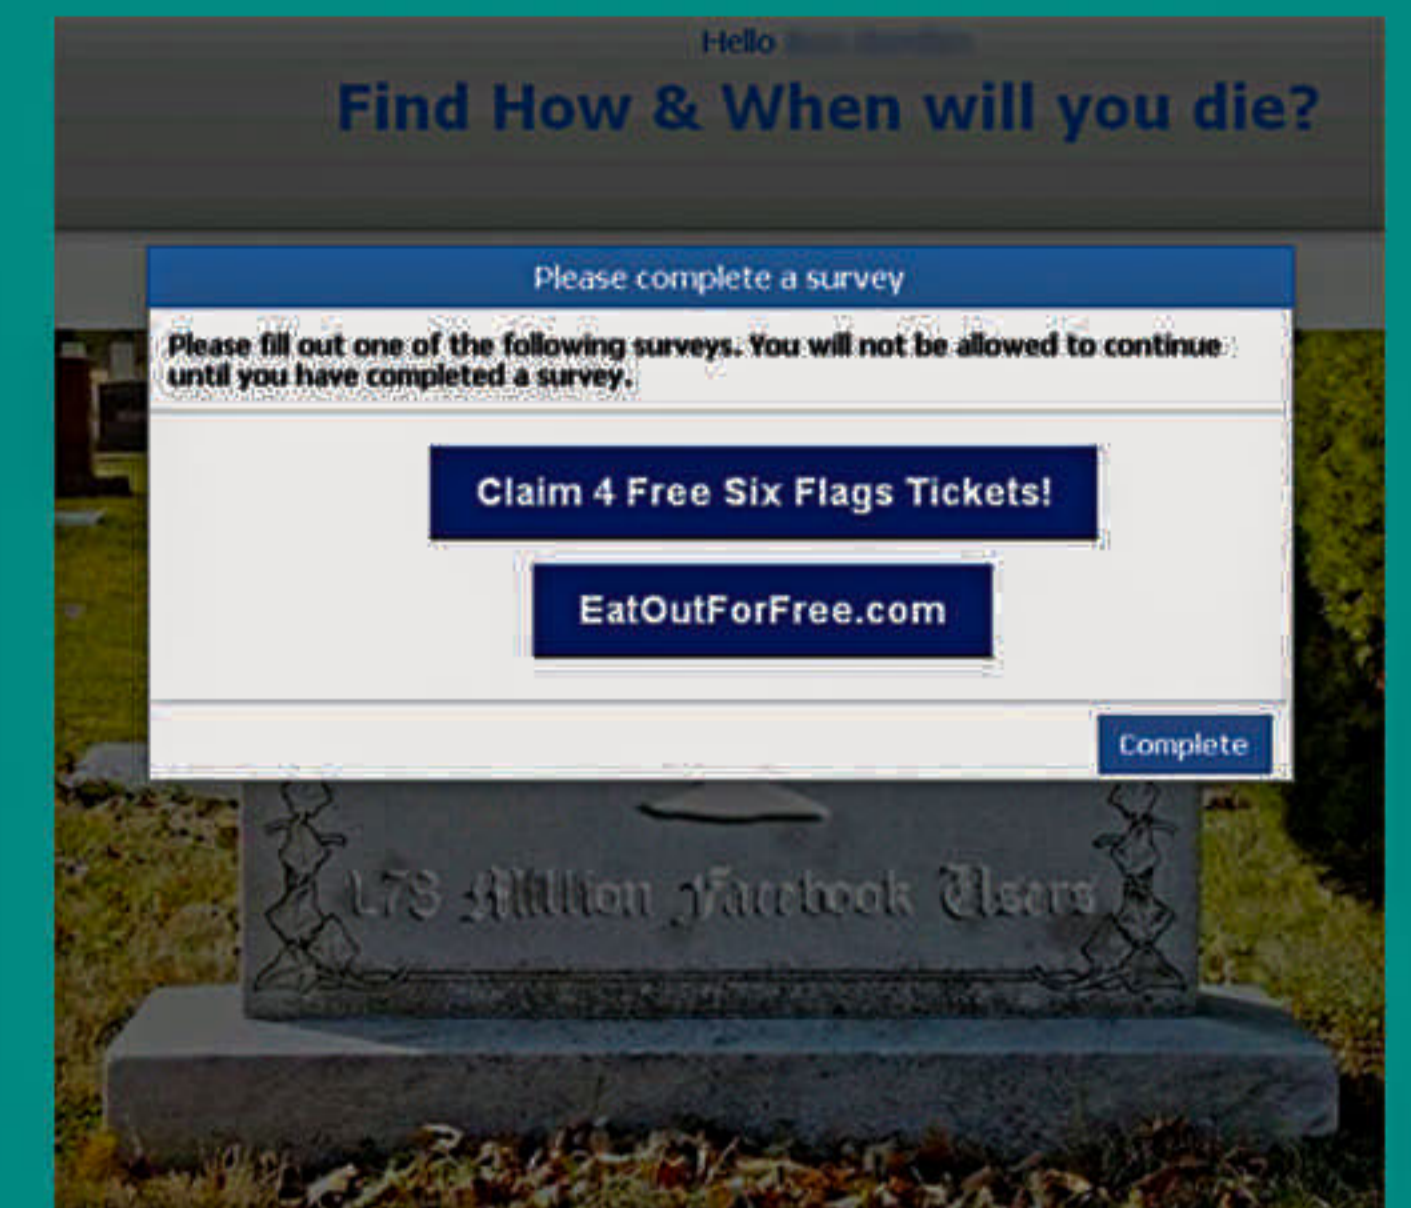 Hello
Find How & When will you die?
Please complete a survey
Please fill out one of the following surveys. You will not be allowed to continue
until you have completed a survey.
Claim 4 Free Six Flags Tickets!
EatOutForFree.com
Complete
1.73 Million Facebook Users